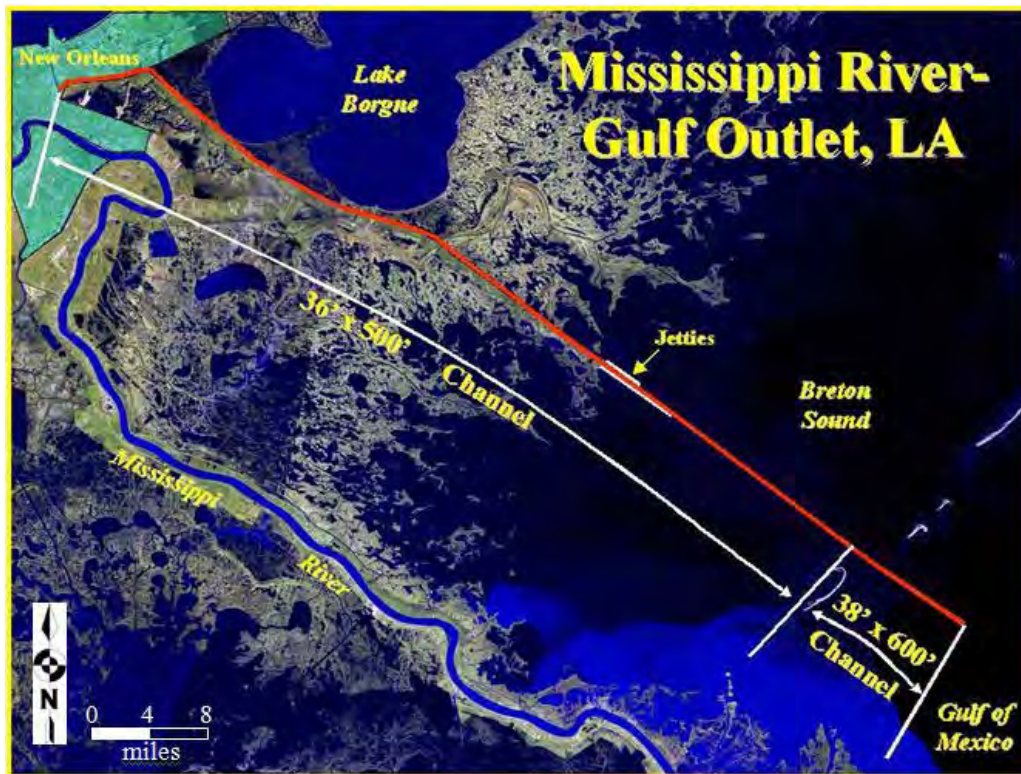 New Orleans
Lake
Borgne
Mississippi River-
Gulf Outlet, LA
36' x 500'
Channel
Jetties
Breton
Sound
Mississippi
River
38' x 600'
Channel
Gulf of
Mexico
N
0 4 8
miles